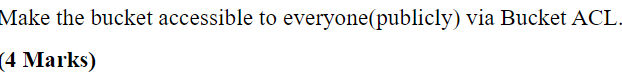 Make the bucket accessible to everyone(publicly) via Bucket ACL.
(4 Marks)